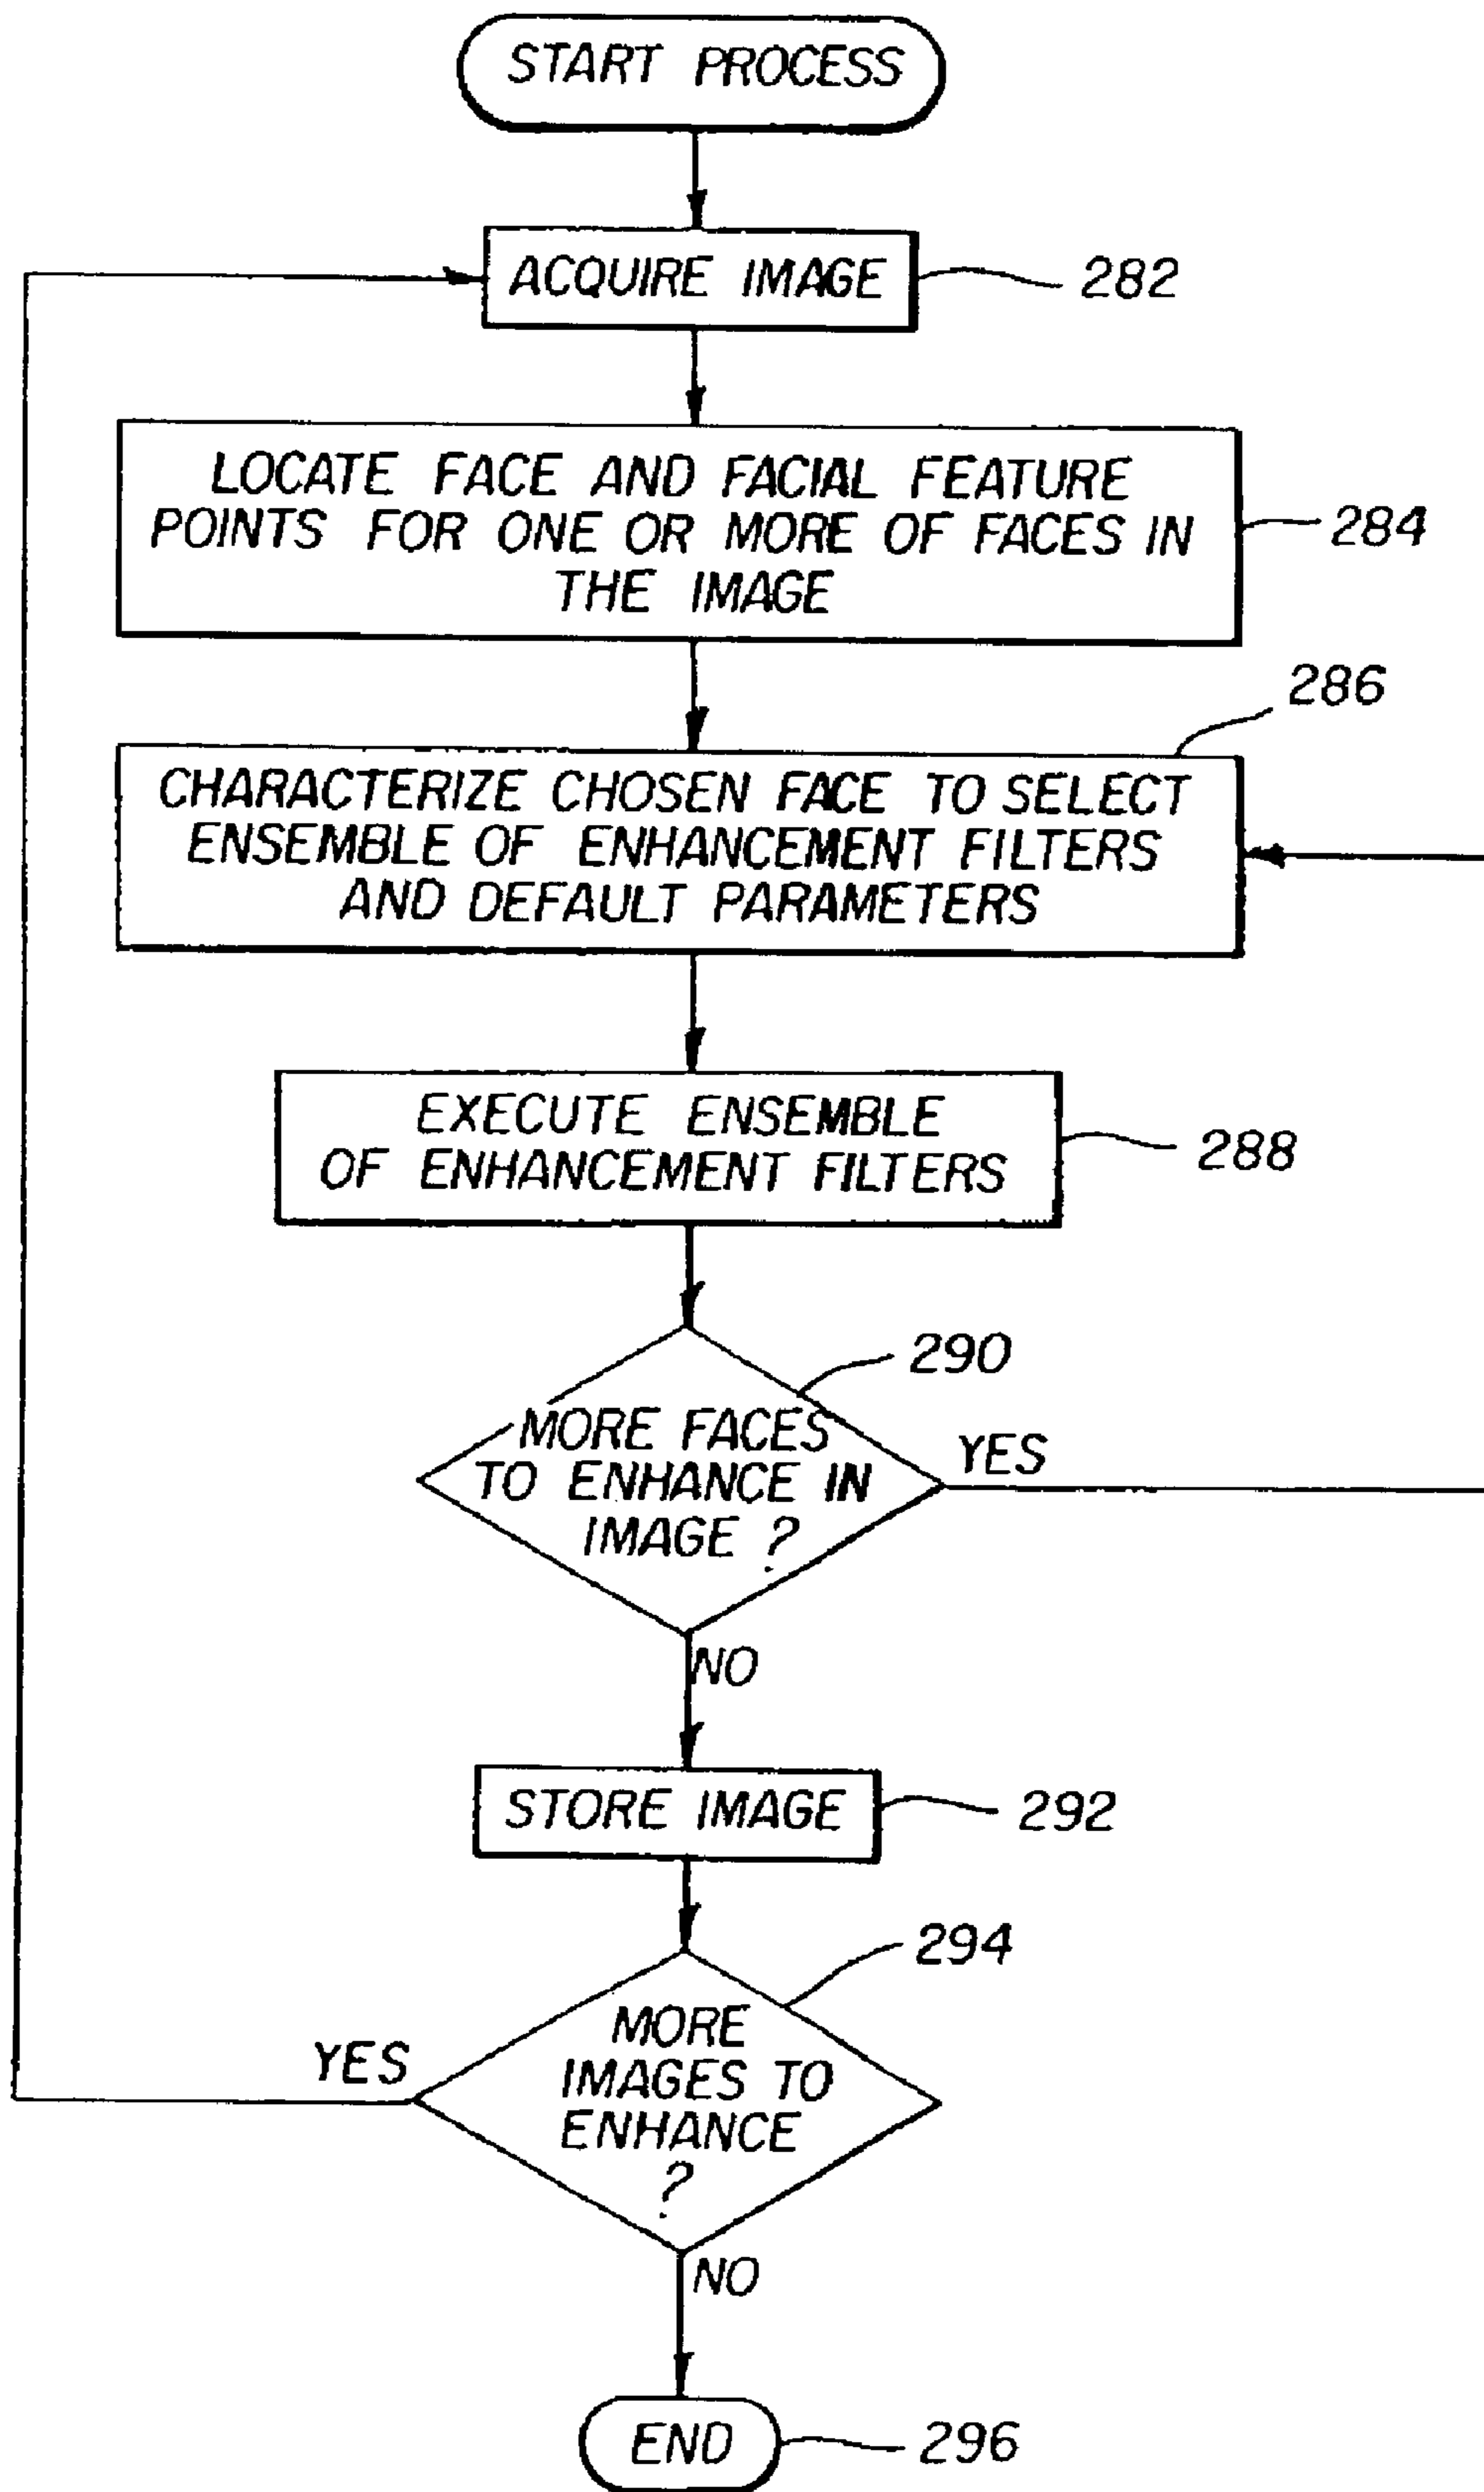 START PROCESS
ACQUIRE IMAGE
282
LOCATE FACE AND FACIAL FEATURE
POINTS FOR ONE OR MORE OF FACES IN
THE IMAGE
284
286
CHARACTERIZE CHOSEN FACE TO SELECT
ENSEMBLE OF ENHANCEMENT FILTERS
AND DEFAULT PARAMETERS
EXECUTE ENSEMBLE
OF ENHANCEMENT FILTERS
288
290
MORE FACES
TO ENHANCE IN
IMAGE ?
YES
NO
STORE IMAGE
292
294
MORE
IMAGES TO
ENHANCE
?
YES
NO
END
296